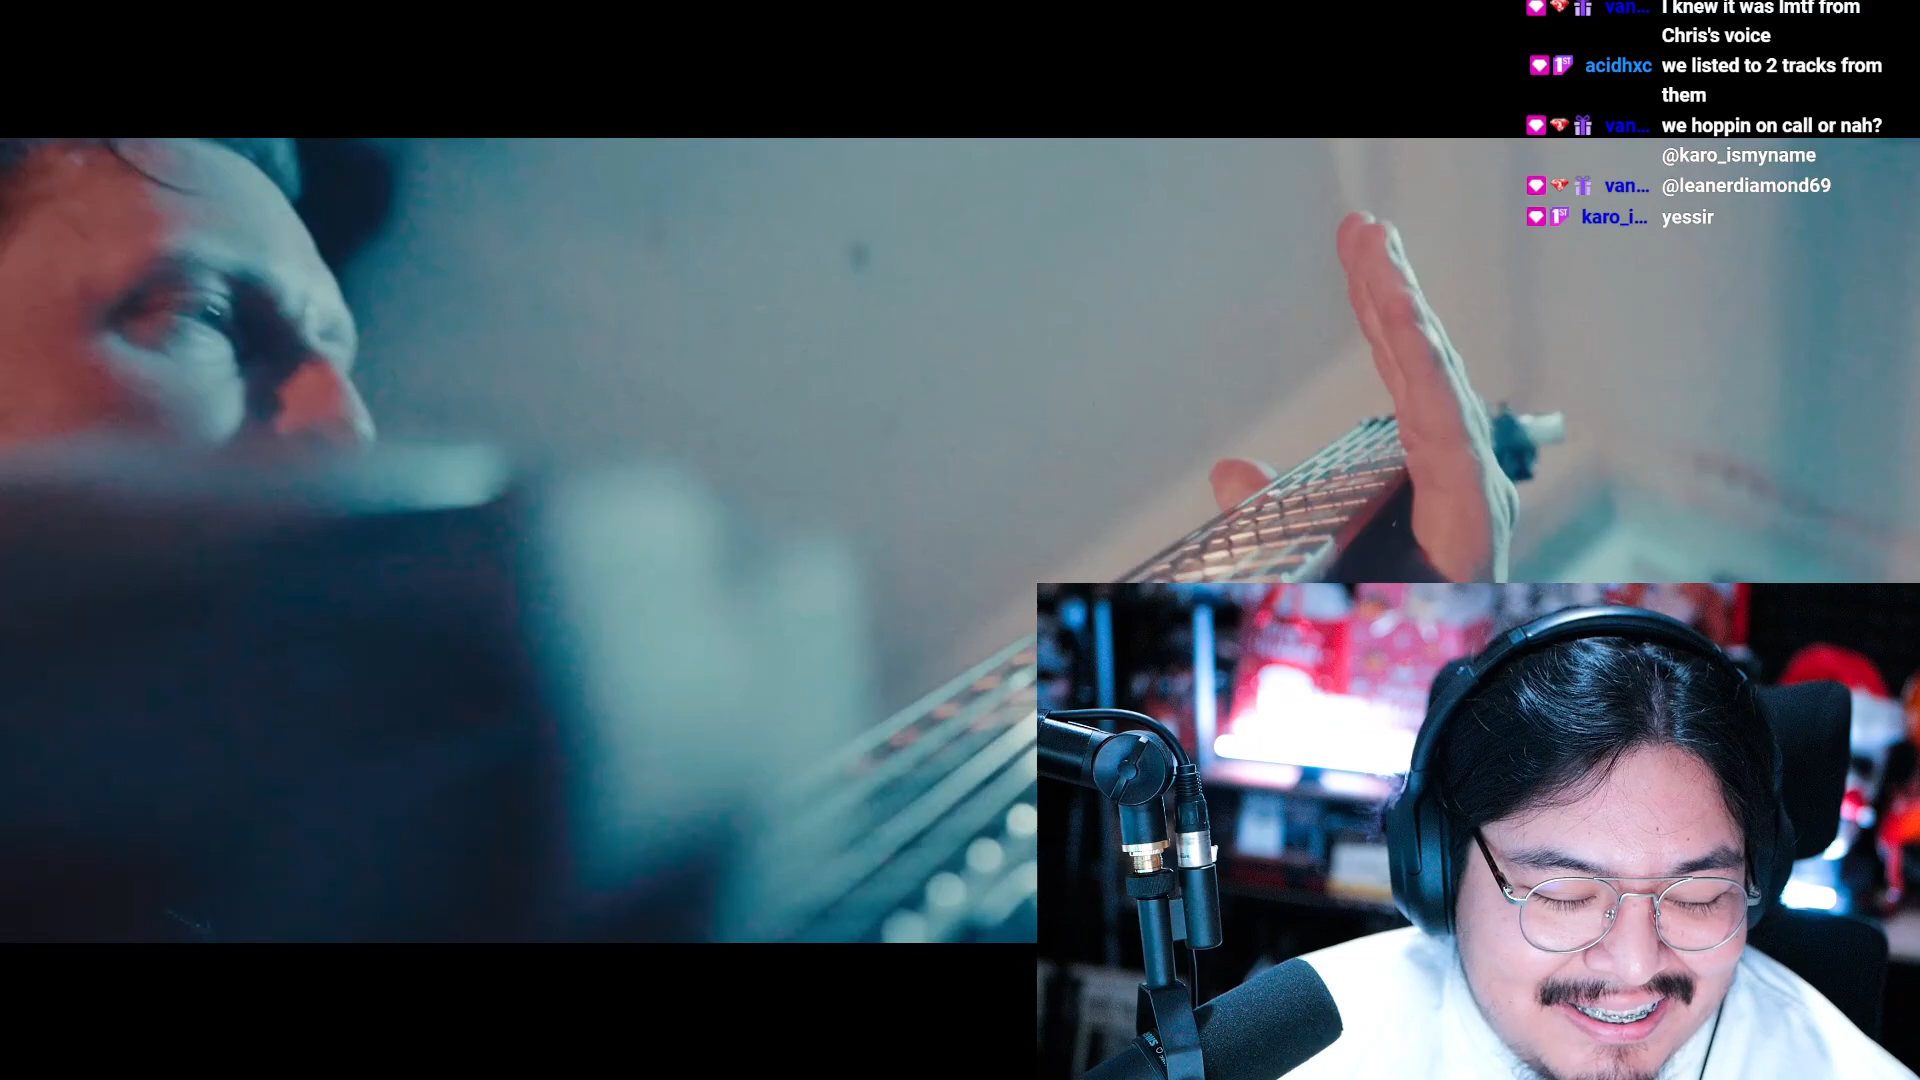 van... I knew it was lmtf from
Chris's voice
acidhxc we listed to 2 tracks from
them
van... we hoppin on call or nah?
@karo_ismyname
van... @leanerdiamond69
karo_i... yessir